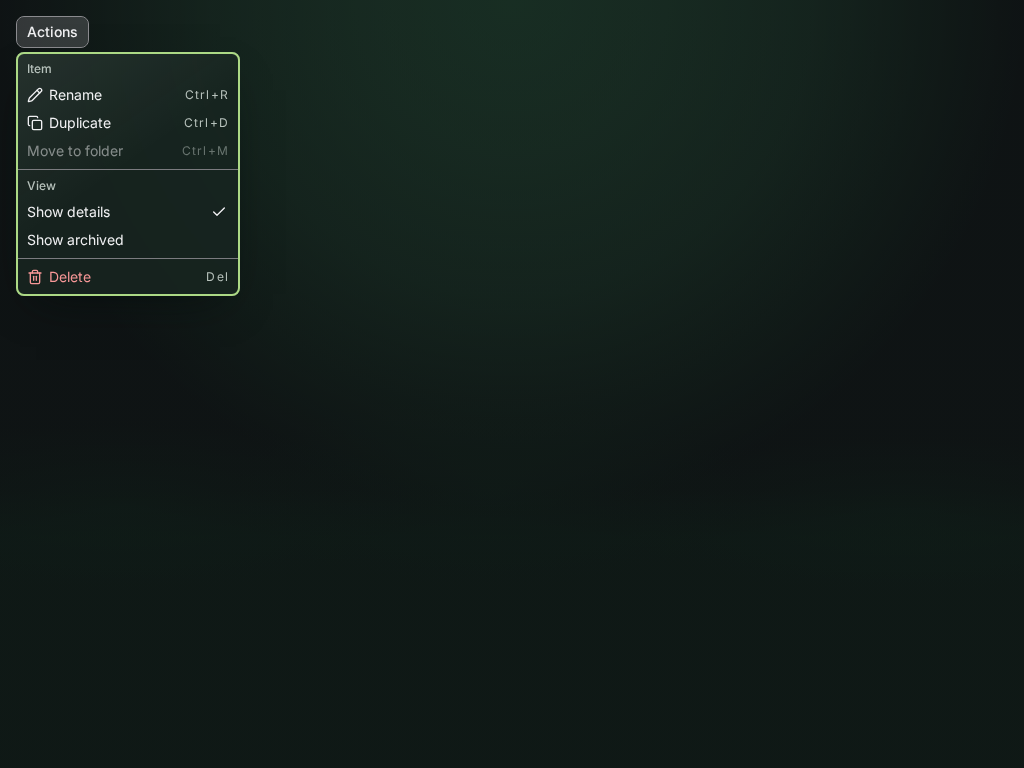 Actions
Item
Rename Ctrl+R
Duplicate Ctrl+D
Move to folder Ctrl+M
View
Show details
Show archived
Delete Del